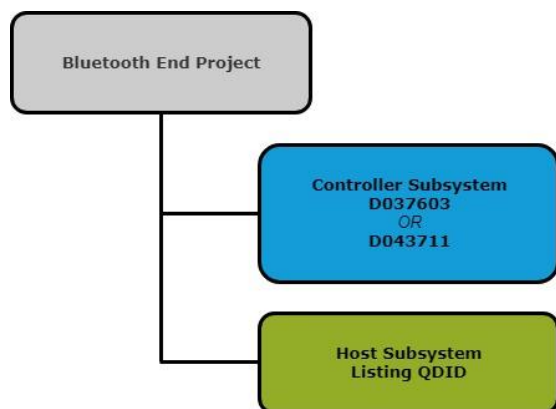 Bluetooth End Project
Controller Subsystem
D037603
OR
D043711
Host Subsystem
Listing QDID